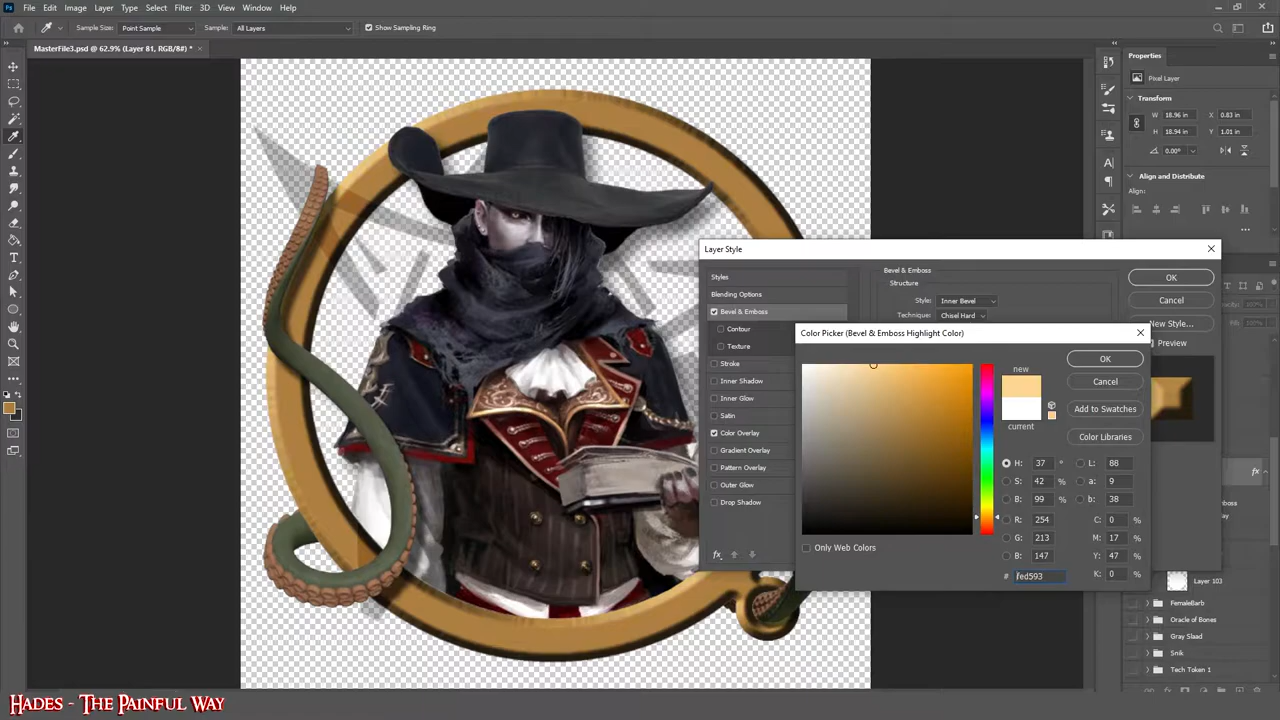 Ps File Edit Image Layer Type Select Filter 3D View Window Help
Sample Size: Point Sample Sample: All Layers Show Sampling Ring
MasterFile3.psd @ 62.9% (Layer 81, RGB/8#) *
Properties
Pixel Layer
Transform
W 18.96 in X 0.83 in
H 18.94 in Y 1.01 in
0.00°
Align and Distribute
Align:
Layer Style
Styles
Blending Options
Bevel & Emboss
Contour
Texture
Stroke
Inner Shadow
Inner Glow
Satin
Color Overlay
Gradient Overlay
Pattern Overlay
Outer Glow
Drop Shadow
fx
Bevel & Emboss
Structure
Style: Inner Bevel
Technique: Chisel Hard
OK
Cancel
New Style...
Preview
Color Picker (Bevel & Emboss Highlight Color)
new
current
OK
Cancel
Add to Swatches
Color Libraries
H: 37 ° L: 88
S: 42 % a: 9
B: 99 % b: 38
R: 254 C: 0 %
G: 213 M: 17 %
B: 147 Y: 47 %
# fed593 K: 0 %
Only Web Colors
fx
Layer 103
FemaleBarb
Oracle of Bones
Gray Slaad
Snik
Tech Token 1
Hades - The Painful Way